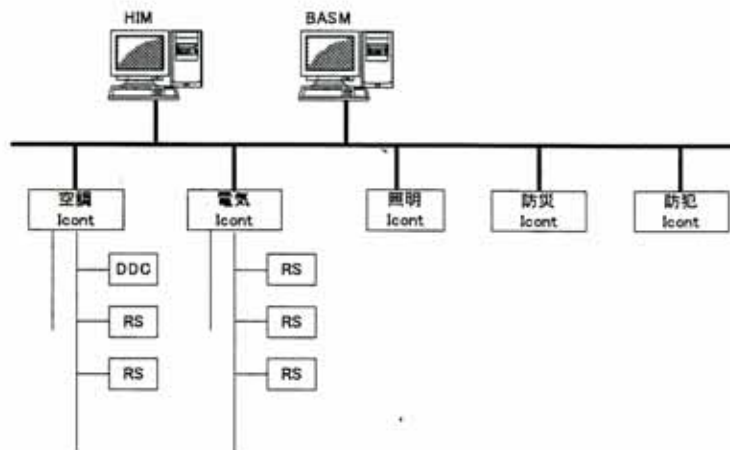 HIM
BASM
空調
Icont
電気
Icont
照明
Icont
防災
Icont
防犯
Icont
DDC
RS
RS
RS
RS
RS